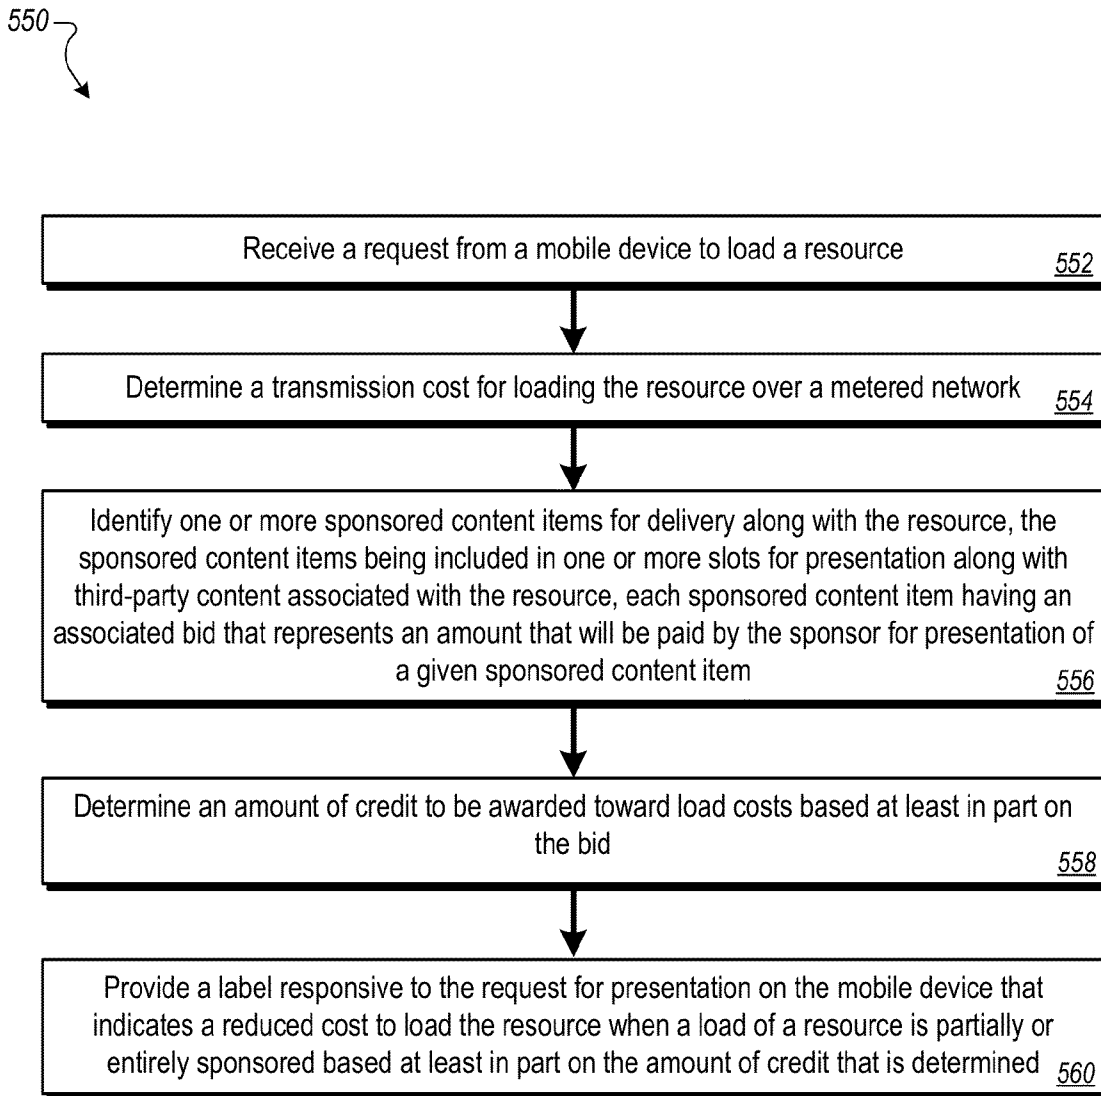 550
Receive a request from a mobile device to load a resource
552
Determine a transmission cost for loading the resource over a metered network
554
Identify one or more sponsored content items for delivery along with the resource, the
sponsored content items being included in one or more slots for presentation along with
third-party content associated with the resource, each sponsored content item having an
associated bid that represents an amount that will be paid by the sponsor for presentation of
a given sponsored content item
556
Determine an amount of credit to be awarded toward load costs based at least in part on
the bid
558
Provide a label responsive to the request for presentation on the mobile device that
indicates a reduced cost to load the resource when a load of a resource is partially or
entirely sponsored based at least in part on the amount of credit that is determined
560